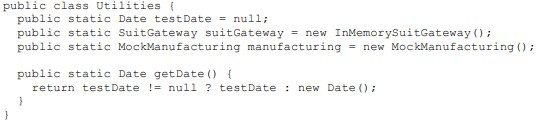 public class Utilities {
public static Date testDate = null;
public static SuitGateway suitGateway = new InMemorySuitGateway();
public static MockManufacturing manufacturing = new MockManufacturing();
public static Date getDate() {
return testDate != null ? testDate : new Date();
}
}